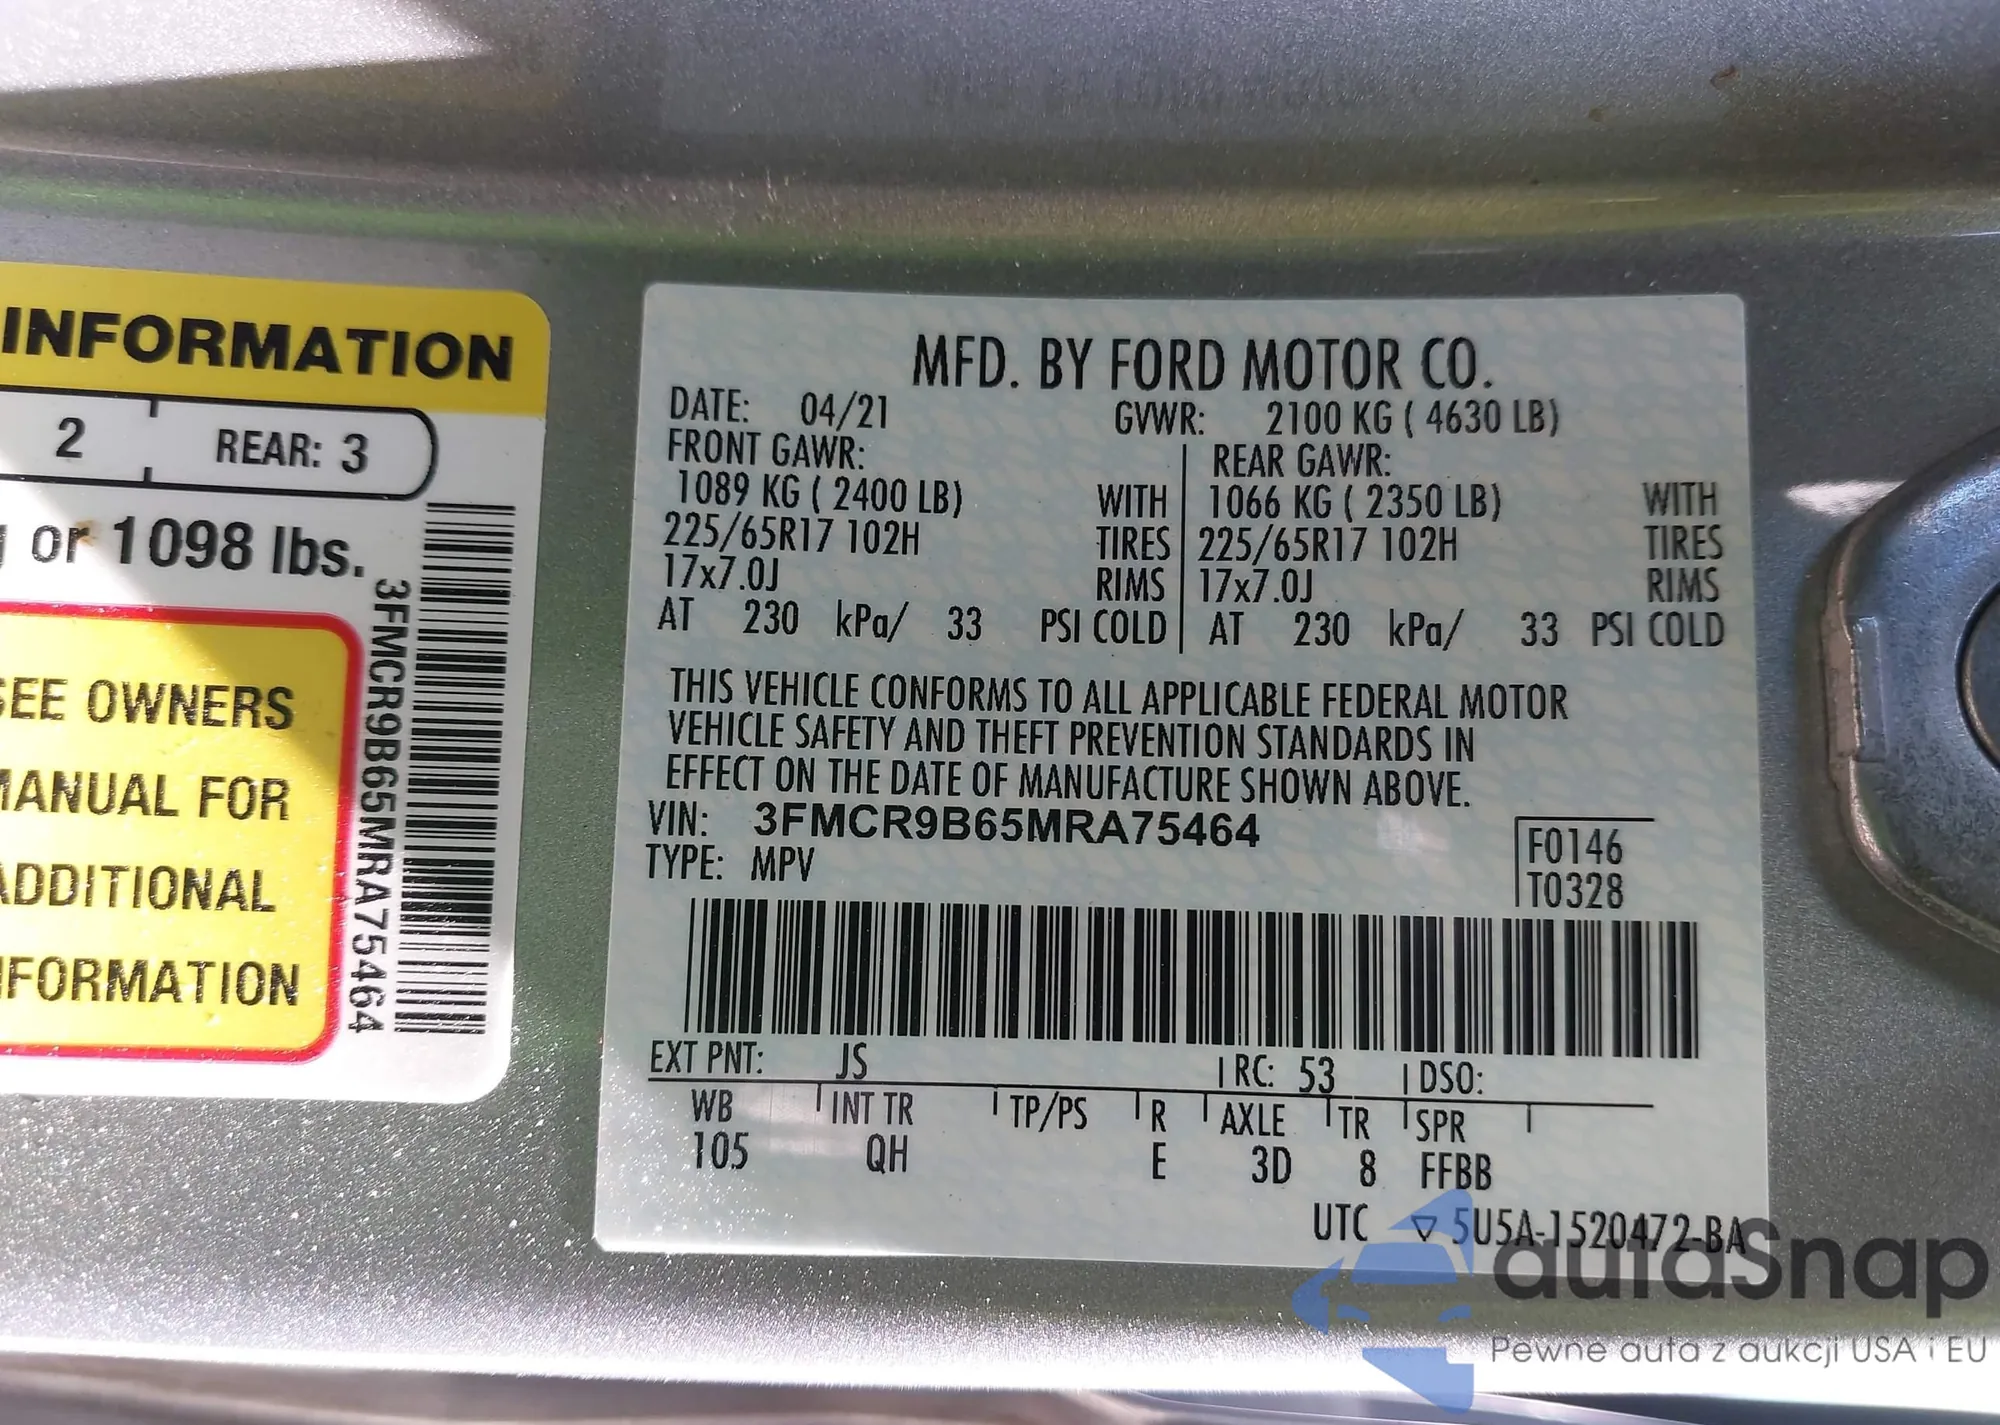 INFORMATION
2 REAR: 3
or 1098 lbs.
SEE OWNERS
MANUAL FOR
ADDITIONAL
INFORMATION
3FMCR9B65MRA75464
MFD. BY FORD MOTOR CO.
DATE: 04/21 GVWR: 2100 KG ( 4630 LB)
FRONT GAWR: REAR GAWR:
1089 KG ( 2400 LB) WITH 1066 KG ( 2350 LB) WITH
225/65R17 102H TIRES 225/65R17 102H TIRES
17x7.0J RIMS 17x7.0J RIMS
AT 230 kPa/ 33 PSI COLD AT 230 kPa/ 33 PSI COLD
THIS VEHICLE CONFORMS TO ALL APPLICABLE FEDERAL MOTOR
VEHICLE SAFETY AND THEFT PREVENTION STANDARDS IN
EFFECT ON THE DATE OF MANUFACTURE SHOWN ABOVE.
VIN: 3FMCR9B65MRA75464
TYPE: MPV
F0146
T0328
EXT PNT: JS RC: 53 DSO:
WB INT TR TP/PS R AXLE TR SPR
105 QH E 3D 8 FFBB
UTC ▽ 5U5A-1520472-BA
autaSnap
Pewne auta z aukcji USA i EU